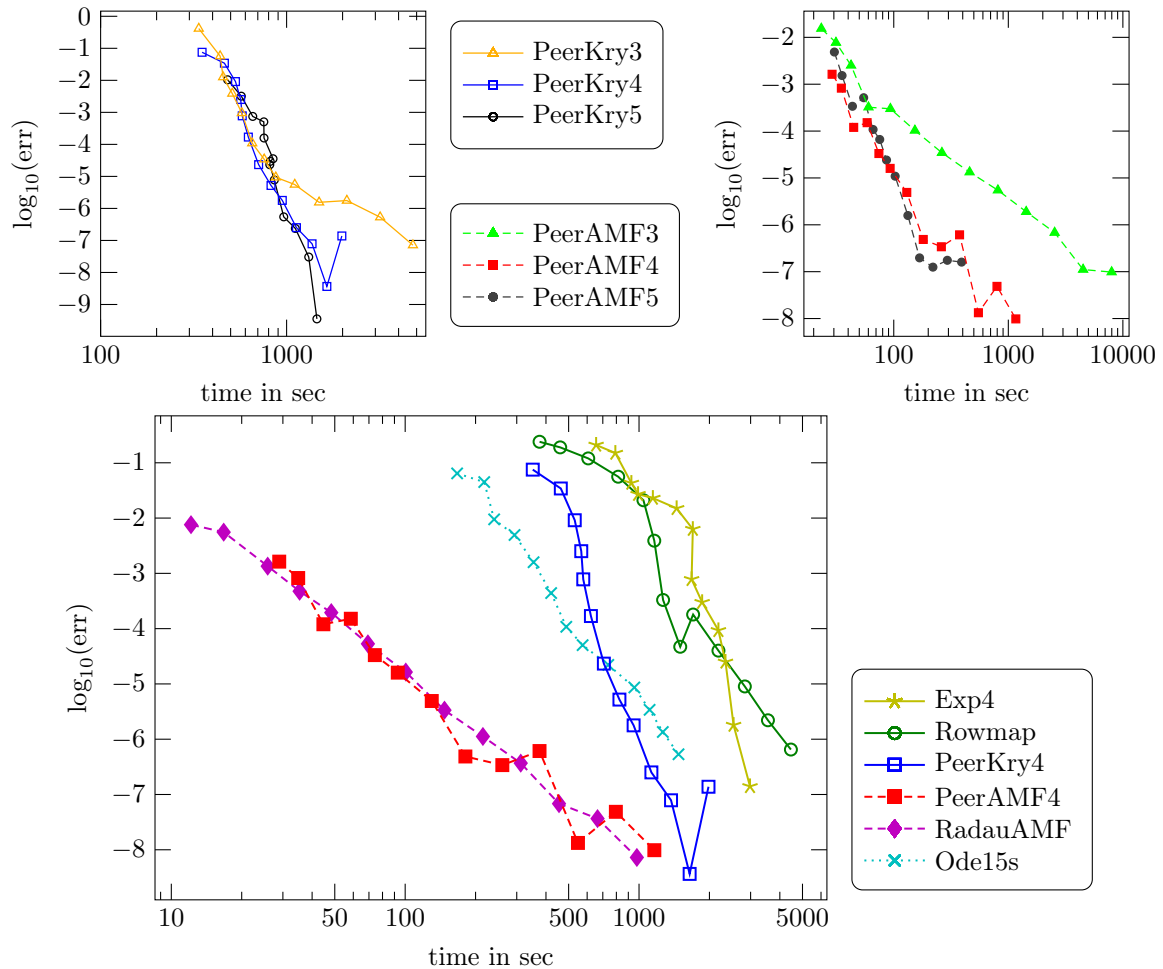 0
−1
−2
−3
−4
−5
−6
−7
−8
−9
log10(err)
100
1000
time in sec
PeerKry3
PeerKry4
PeerKry5
PeerAMF3
PeerAMF4
PeerAMF5
−2
−3
−4
−5
−6
−7
−8
log10(err)
100
1000
10000
time in sec
−1
−2
−3
−4
−5
−6
−7
−8
log10(err)
10
50
100
500
1000
5000
time in sec
Exp4
Rowmap
PeerKry4
PeerAMF4
RadauAMF
Ode15s